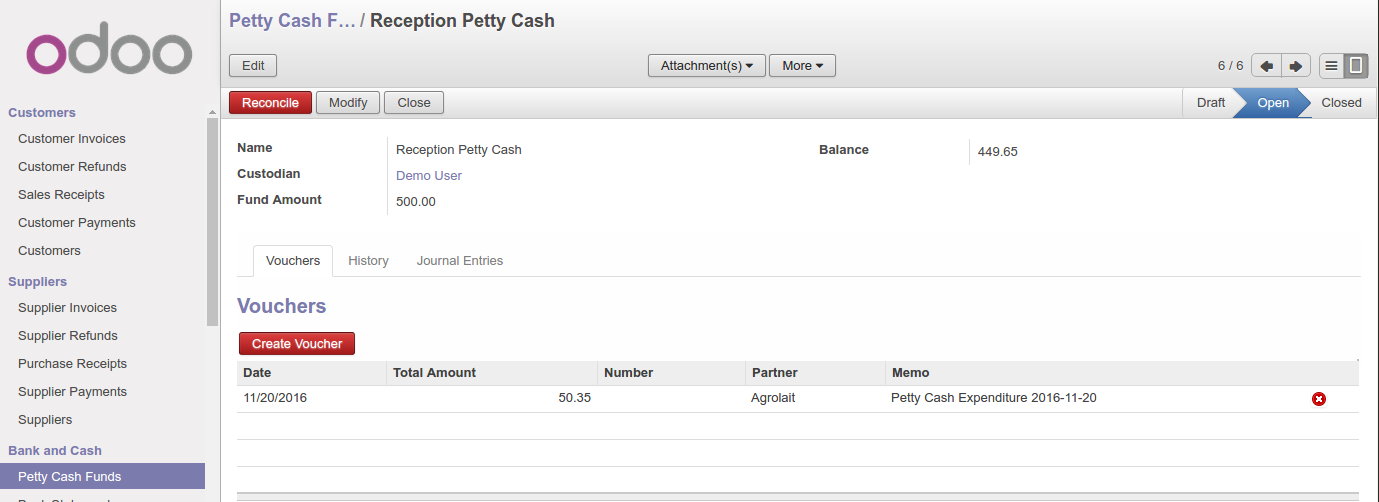 odoo
Customers
Customer Invoices
Customer Refunds
Sales Receipts
Customer Payments
Customers
Suppliers
Supplier Invoices
Supplier Refunds
Purchase Receipts
Supplier Payments
Suppliers
Bank and Cash
Petty Cash Funds
Petty Cash F... / Reception Petty Cash
Edit Attachment(s) More 6 / 6
Reconcile Modify Close Draft Open Closed
Name Reception Petty Cash Balance 449.65
Custodian Demo User
Fund Amount 500.00
Vouchers History Journal Entries
Vouchers
Create Voucher
Date Total Amount Number Partner Memo
11/20/2016 50.35 Agrolait Petty Cash Expenditure 2016-11-20